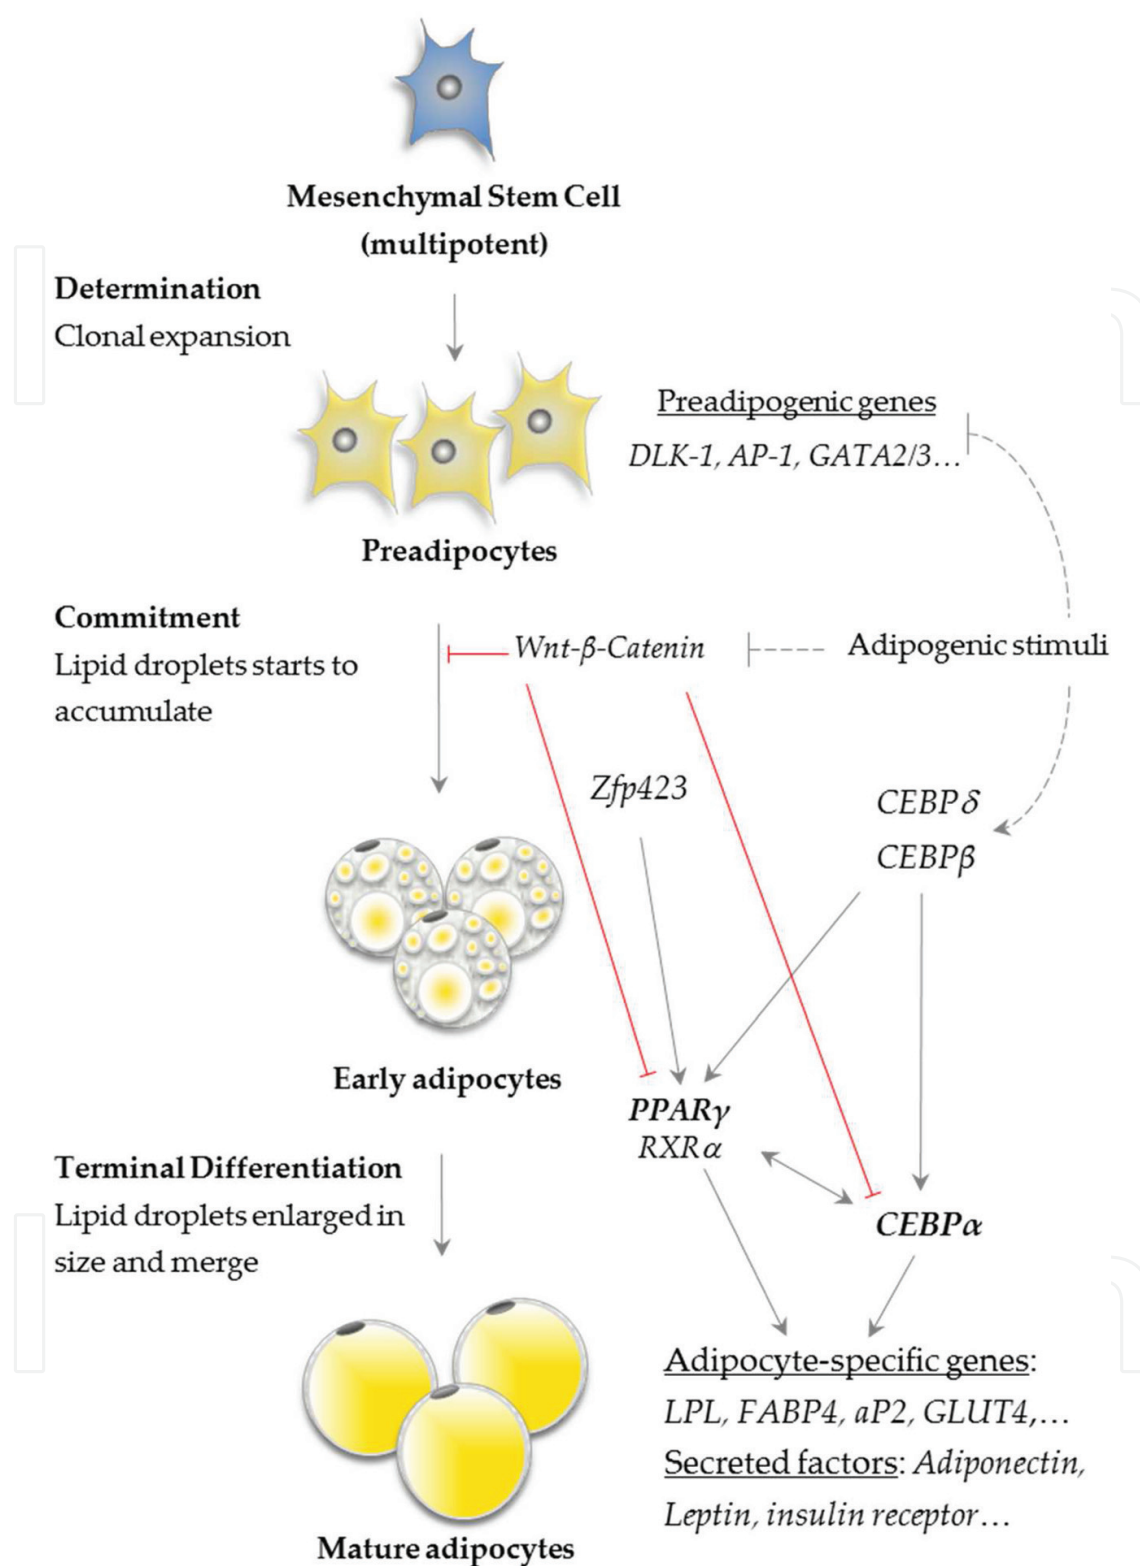 Mesenchymal Stem Cell
(multipotent)
Determination
Clonal expansion
Preadipogenic genes
DLK-1, AP-1, GATA2/3…
Preadipocytes
Commitment
Lipid droplets starts to
accumulate
Wnt-β-Catenin
Adipogenic stimuli
Zfp423
CEBPδ
CEBPβ
Early adipocytes
PPARγ
RXRα
Terminal Differentiation
Lipid droplets enlarged in
size and merge
CEBPα
Adipocyte-specific genes:
LPL, FABP4, aP2, GLUT4,…
Secreted factors: Adiponectin,
Leptin, insulin receptor…
Mature adipocytes